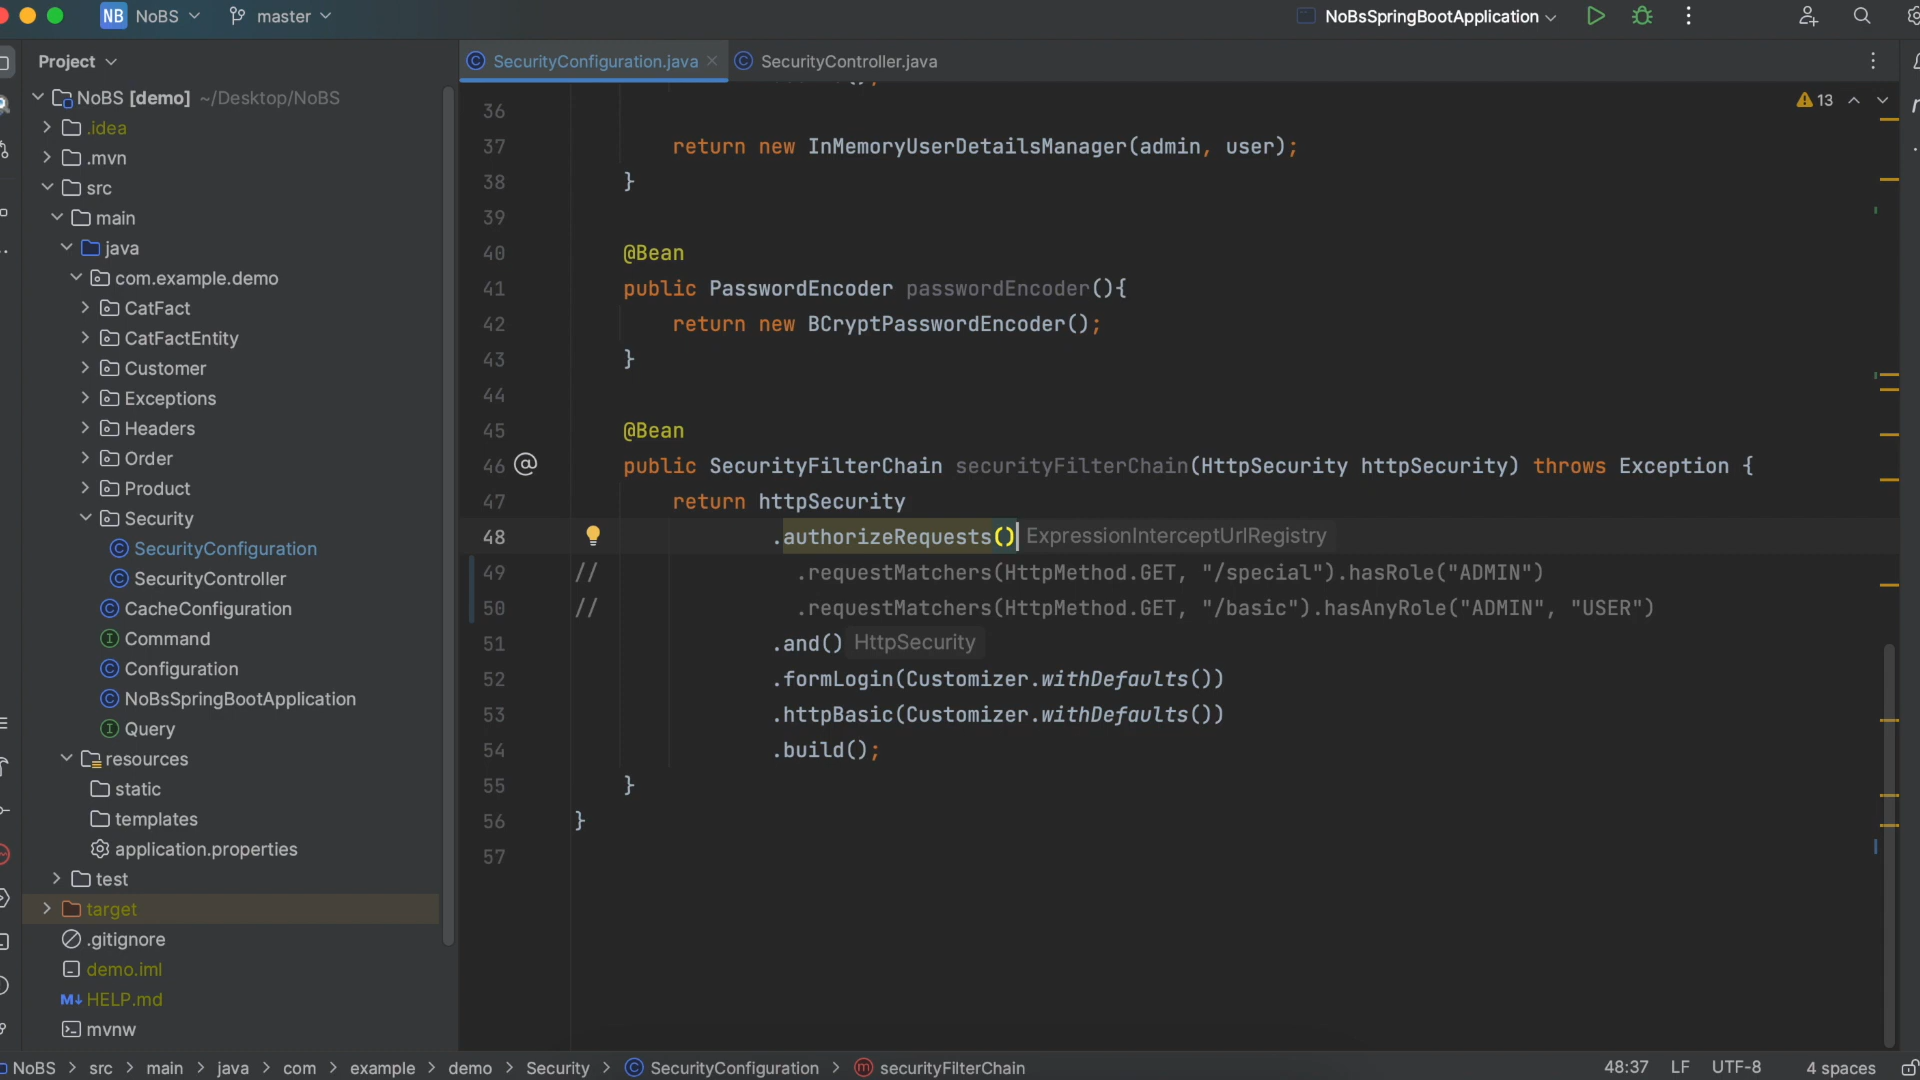 NB NoBS master NoBsSpringBootApplication
Project SecurityConfiguration.java SecurityController.java
NoBS [demo] ~/Desktop/NoBS
.idea
.mvn
src
main
java
com.example.demo
CatFact
CatFactEntity
Customer
Exceptions
Headers
Order
Product
Security
SecurityConfiguration
SecurityController
CacheConfiguration
Command
Configuration
NoBsSpringBootApplication
Query
resources
static
templates
application.properties
test
target
.gitignore
demo.iml
HELP.md
mvnw
13
36
37 return new InMemoryUserDetailsManager(admin, user);
38 }
39
40 @Bean
41 public PasswordEncoder passwordEncoder(){
42 return new BCryptPasswordEncoder();
43 }
44
45 @Bean
46 public SecurityFilterChain securityFilterChain(HttpSecurity httpSecurity) throws Exception {
47 return httpSecurity
48 .authorizeRequests() ExpressionInterceptUrlRegistry
49 // .requestMatchers(HttpMethod.GET, "/special").hasRole("ADMIN")
50 // .requestMatchers(HttpMethod.GET, "/basic").hasAnyRole("ADMIN", "USER")
51 .and() HttpSecurity
52 .formLogin(Customizer.withDefaults())
53 .httpBasic(Customizer.withDefaults())
54 .build();
55 }
56 }
57
NoBS > src > main > java > com > example > demo > Security > SecurityConfiguration > securityFilterChain 48:37 LF UTF-8 4 spaces